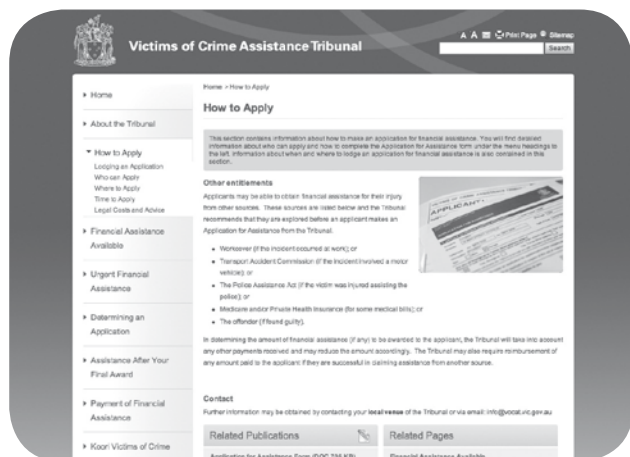 A A Print Page Sitemap
Victims of Crime Assistance Tribunal
Search
Home > How to Apply
How to Apply
Home
About the Tribunal
How to Apply
Lodging an Application
Who can Apply
Where to Apply
Time to Apply
Legal Costs and Advice
Financial Assistance
Available
Urgent Financial
Assistance
Determining an
Application
Assistance After Your
Final Award
Payment of Financial
Assistance
Koori Victims of Crime
This section contains information about how to make an application for financial assistance. You will find detailed
information about who can apply and how to complete the Application for Assistance form under the menu headings to
the left. Information about when and where to lodge an application for financial assistance is also contained in this
section.
Other entitlements
Applicants may be able to obtain financial assistance for their injury
from other sources. These sources are listed below and the Tribunal
recommends that they are explored before an applicant makes an
Application for Assistance from the Tribunal.
Workcover (if the incident occurred at work); or
Transport Accident Commission (if the incident involved a motor
vehicle); or
The Police Assistance Act (if the victim was injured assisting the
police); or
Medicare and/or Private Health Insurance (for some medical bills); or
The offender (if found guilty).
APPLICANT
In determining the amount of financial assistance (if any) to be awarded to the applicant, the Tribunal will take into account
any other payments received and may reduce the amount accordingly. The Tribunal may also require reimbursement of
any amount paid to the applicant if they are successful in claiming assistance from another source.
Contact
Further information may be obtained by contacting your local venue of the Tribunal or via email: info@vocat.vic.gov.au
Related Publications
Related Pages
Application for Assistance Form (DOC 736 KB)
Financial Assistance Available